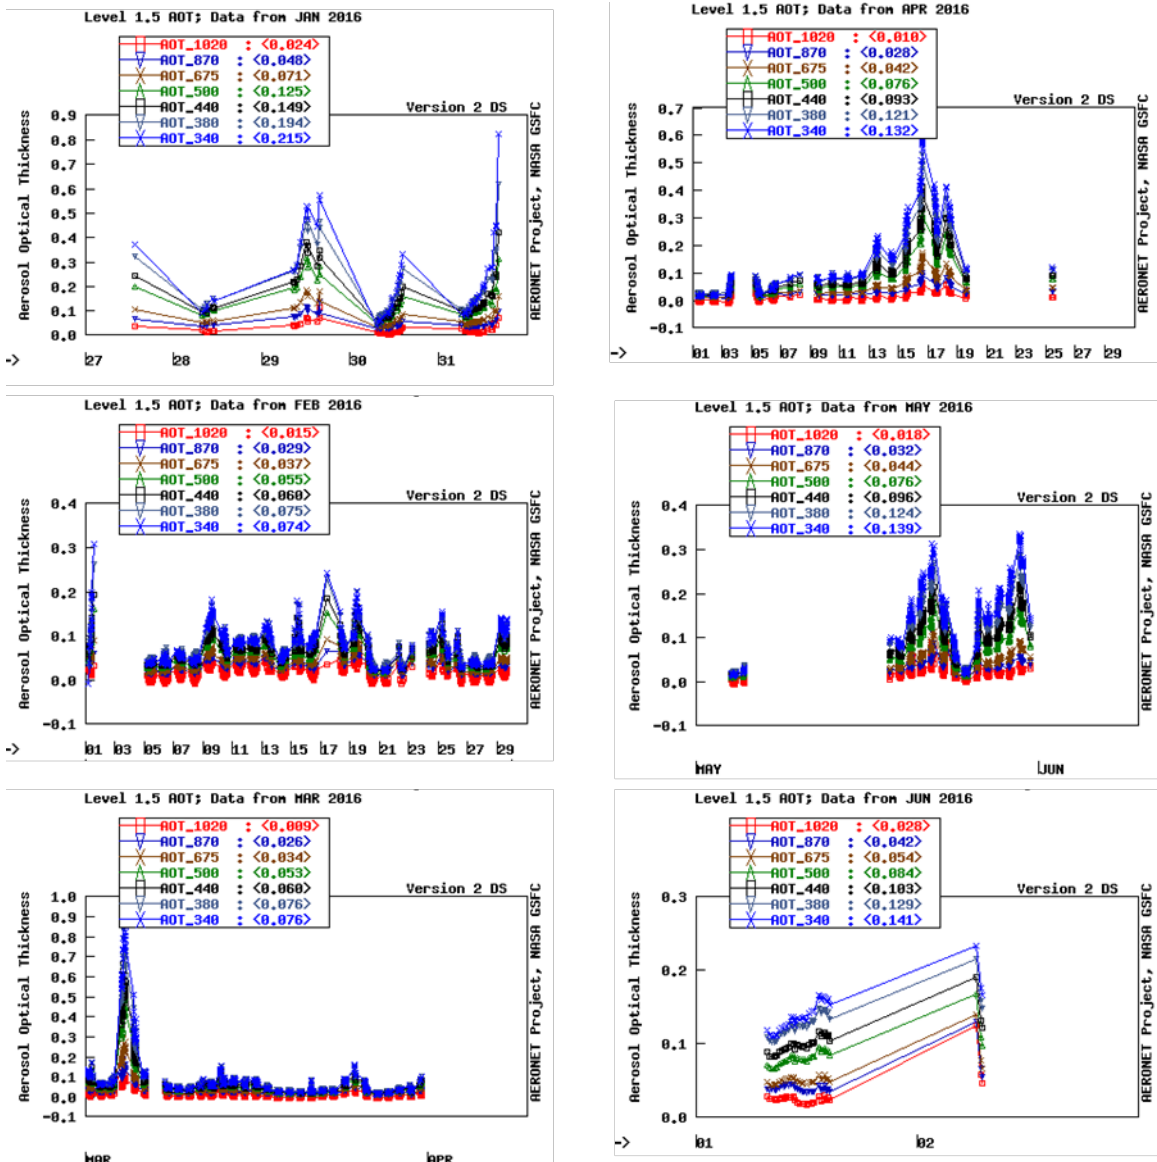 Level 1.5 AOT; Data from JAN 2016
AOT_1020 : <0.024>
AOT_870 : <0.048>
AOT_675 : <0.071>
AOT_500 : <0.125>
AOT_440 : <0.149>
AOT_380 : <0.194>
AOT_340 : <0.215>
Version 2 DS
Aerosol Optical Thickness
AERONET Project, NASA GSFC
0.9
0.8
0.7
0.6
0.5
0.4
0.3
0.2
0.1
0.0
-> 27 28 29 30 31
Level 1.5 AOT; Data from APR 2016
AOT_1020 : <0.010>
AOT_870 : <0.028>
AOT_675 : <0.042>
AOT_500 : <0.076>
AOT_440 : <0.093>
AOT_380 : <0.121>
AOT_340 : <0.132>
Version 2 DS
Aerosol Optical Thickness
AERONET Project, NASA GSFC
0.7
0.6
0.5
0.4
0.3
0.2
0.1
0.0
-0.1
-> 01 03 05 07 09 11 13 15 17 19 21 23 25 27 29
Level 1.5 AOT; Data from FEB 2016
AOT_1020 : <0.015>
AOT_870 : <0.029>
AOT_675 : <0.037>
AOT_500 : <0.055>
AOT_440 : <0.060>
AOT_380 : <0.075>
AOT_340 : <0.074>
Version 2 DS
Aerosol Optical Thickness
AERONET Project, NASA GSFC
0.4
0.3
0.2
0.1
0.0
-0.1
-> 01 03 05 07 09 11 13 15 17 19 21 23 25 27 29
Level 1.5 AOT; Data from MAY 2016
AOT_1020 : <0.018>
AOT_870 : <0.032>
AOT_675 : <0.044>
AOT_500 : <0.076>
AOT_440 : <0.096>
AOT_380 : <0.124>
AOT_340 : <0.139>
Version 2 DS
Aerosol Optical Thickness
AERONET Project, NASA GSFC
0.4
0.3
0.2
0.1
0.0
-0.1
MAY JUN
Level 1.5 AOT; Data from MAR 2016
AOT_1020 : <0.009>
AOT_870 : <0.026>
AOT_675 : <0.034>
AOT_500 : <0.053>
AOT_440 : <0.060>
AOT_380 : <0.076>
AOT_340 : <0.076>
Version 2 DS
Aerosol Optical Thickness
AERONET Project, NASA GSFC
1.0
0.9
0.8
0.7
0.6
0.5
0.4
0.3
0.2
0.1
0.0
-0.1
MAR APR
Level 1.5 AOT; Data from JUN 2016
AOT_1020 : <0.028>
AOT_870 : <0.042>
AOT_675 : <0.054>
AOT_500 : <0.084>
AOT_440 : <0.103>
AOT_380 : <0.129>
AOT_340 : <0.141>
Version 2 DS
Aerosol Optical Thickness
AERONET Project, NASA GSFC
0.3
0.2
0.1
0.0
-> 01 02